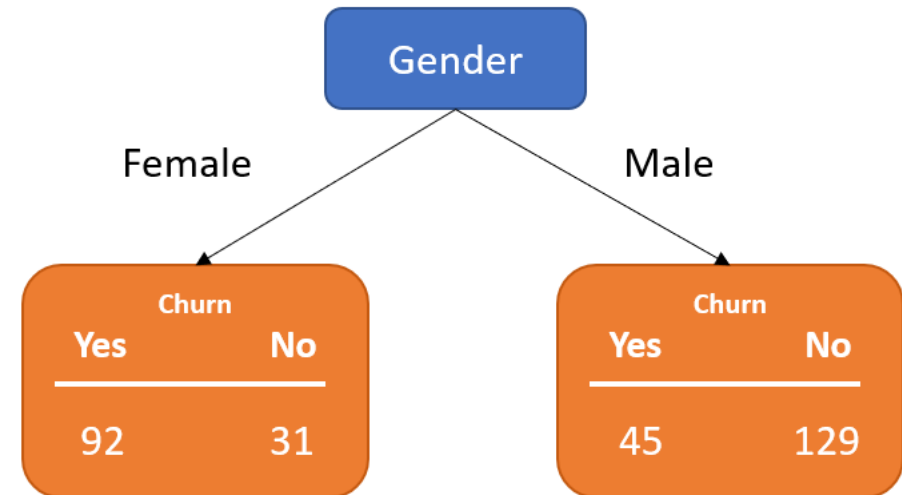 Gender
Female Male
Churn Churn
Yes No Yes No
92 31 45 129